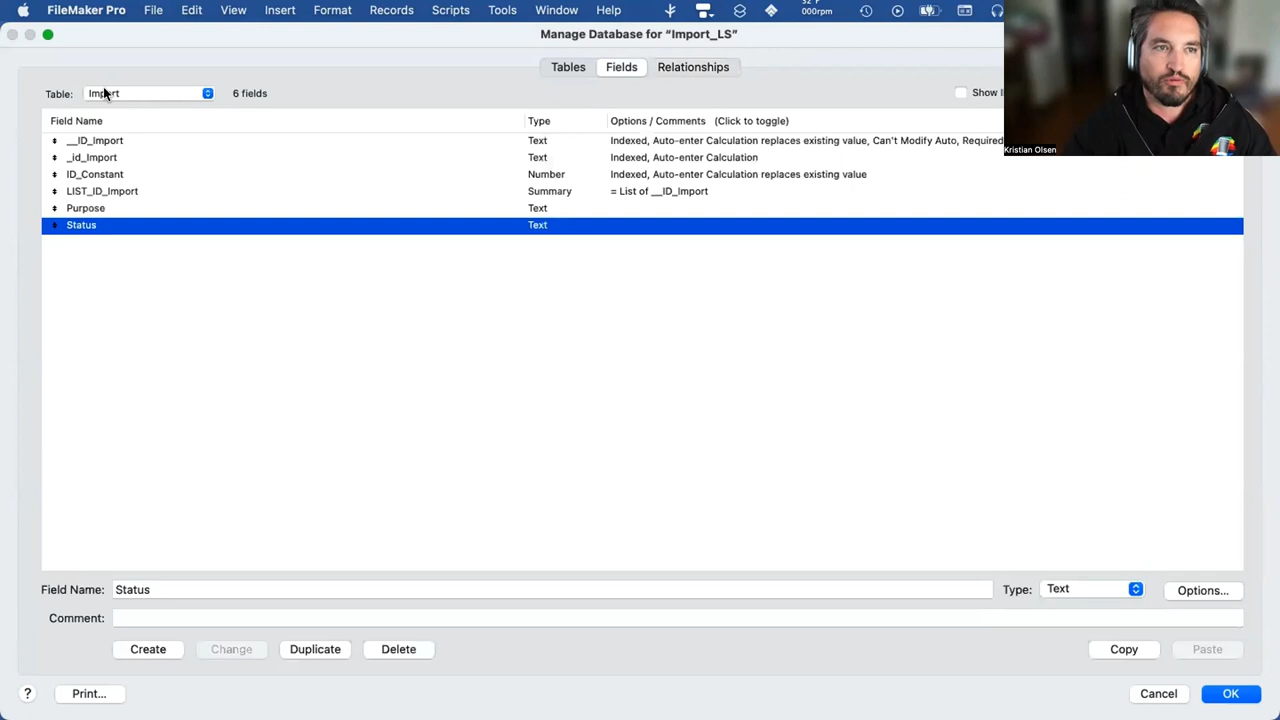 FileMaker Pro File Edit View Insert Format Records Scripts Tools Window Help
000rpm
Manage Database for “Import_LS”
Tables Fields Relationships
Table: Import 6 fields Show
Field Name Type Options / Comments (Click to toggle)
__ID_Import Text Indexed, Auto-enter Calculation replaces existing value, Can't Modify Auto, Required
_id_Import Text Indexed, Auto-enter Calculation
ID_Constant Number Indexed, Auto-enter Calculation replaces existing value
LIST_ID_Import Summary = List of __ID_Import
Purpose Text
Status Text
Kristian Olsen
Field Name: Status Type: Text Options...
Comment:
Create Change Duplicate Delete Copy Paste
? Print... Cancel OK